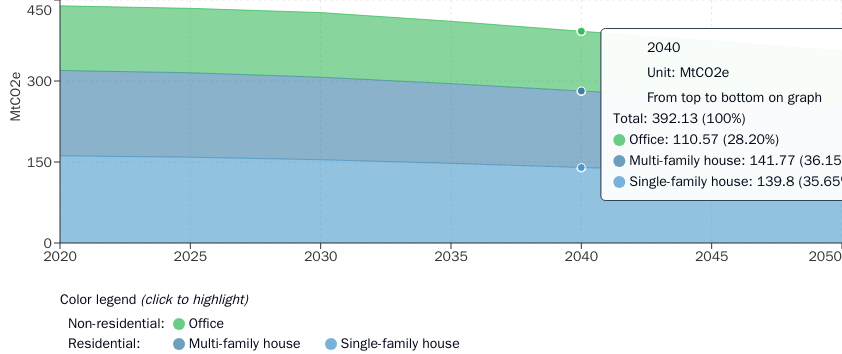 450
300
150
0
MtCO2e
2020 2025 2030 2035 2040 2045 2050
2040
Unit: MtCO2e
From top to bottom on graph
Total: 392.13 (100%)
Office: 110.57 (28.20%)
Multi-family house: 141.77 (36.15
Single-family house: 139.8 (35.65%
Color legend (click to highlight)
Non-residential: Office
Residential: Multi-family house Single-family house